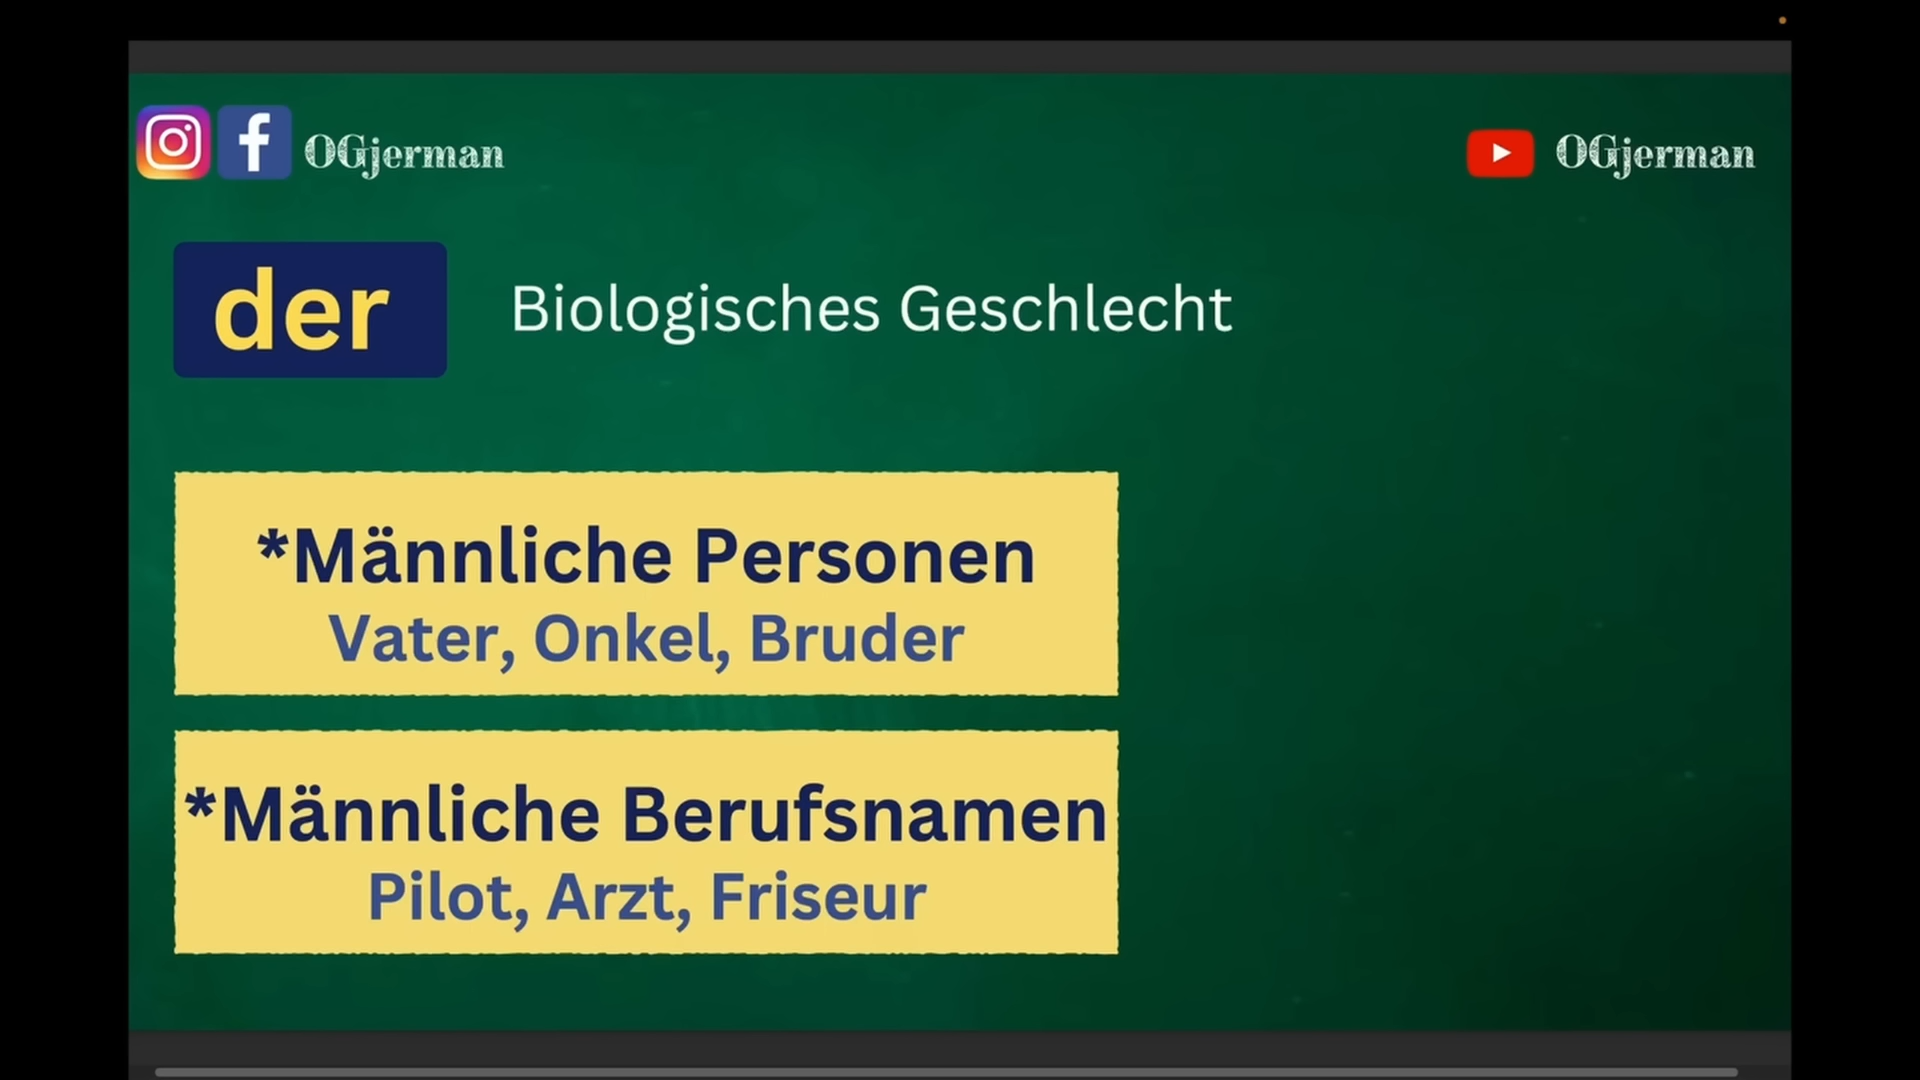 OGjerman
OGjerman
der
Biologisches Geschlecht
*Männliche Personen
Vater, Onkel, Bruder
*Männliche Berufsnamen
Pilot, Arzt, Friseur